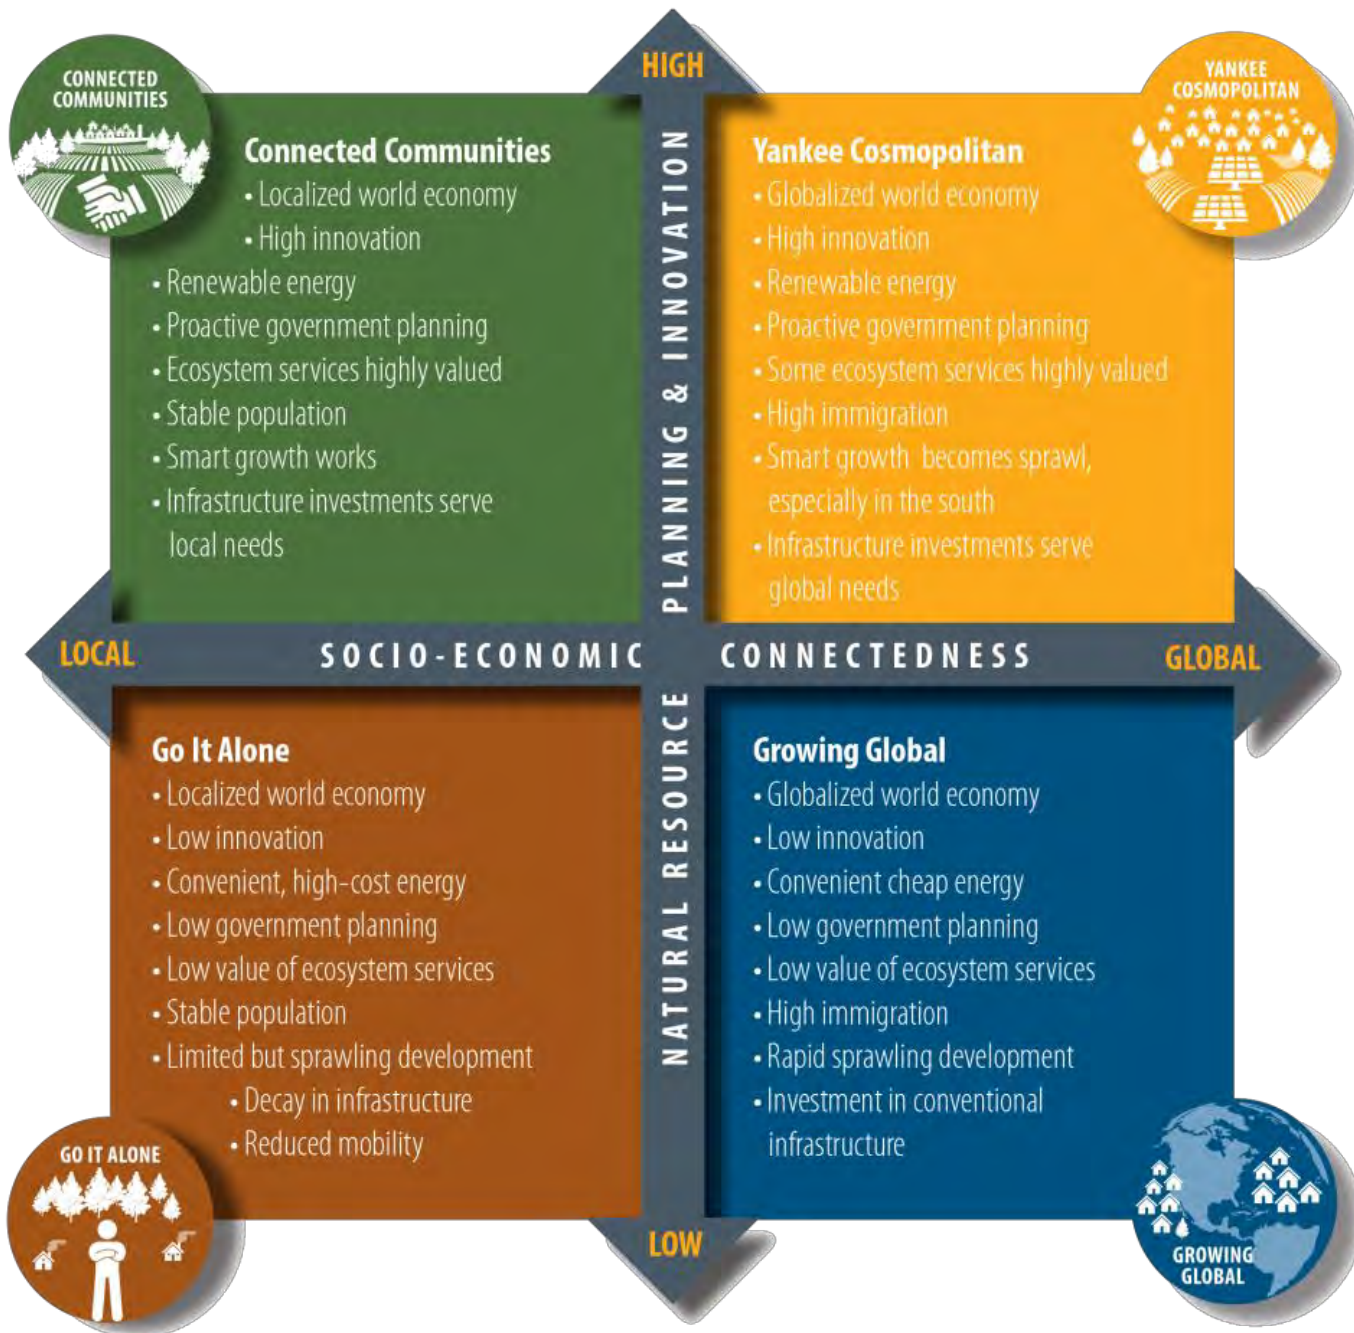 HIGH
CONNECTED
COMMUNITIES
Connected Communities
• Localized world economy
• High innovation
• Renewable energy
• Proactive government planning
• Ecosystem services highly valued
• Stable population
• Smart growth works
• Infrastructure investments serve
local needs
YANKEE
COSMOPOLITAN
Yankee Cosmopolitan
• Globalized world economy
• High innovation
• Renewable energy
• Proactive government planning
• Some ecosystem services highly valued
• High immigration
• Smart growth becomes sprawl,
especially in the south
• Infrastructure investments serve
global needs
LOCAL
SOCIO-ECONOMIC CONNECTEDNESS
GLOBAL
NATURAL RESOURCE PLANNING & INNOVATION
Go It Alone
• Localized world economy
• Low innovation
• Convenient, high-cost energy
• Low government planning
• Low value of ecosystem services
• Stable population
• Limited but sprawling development
• Decay in infrastructure
• Reduced mobility
GO IT ALONE
Growing Global
• Globalized world economy
• Low innovation
• Convenient cheap energy
• Low government planning
• Low value of ecosystem services
• High immigration
• Rapid sprawling development
• Investment in conventional
infrastructure
GROWING
GLOBAL
LOW